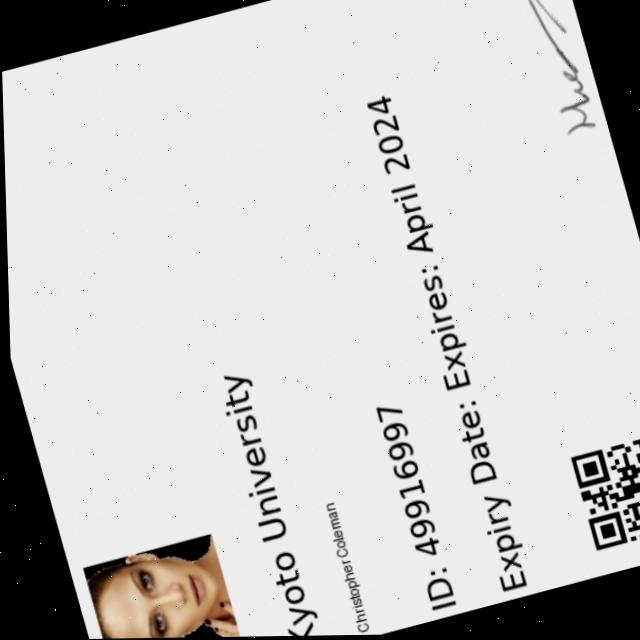 Kyoto University
Christopher Coleman
ID: 49916997
Expiry Date: Expires: April 2024